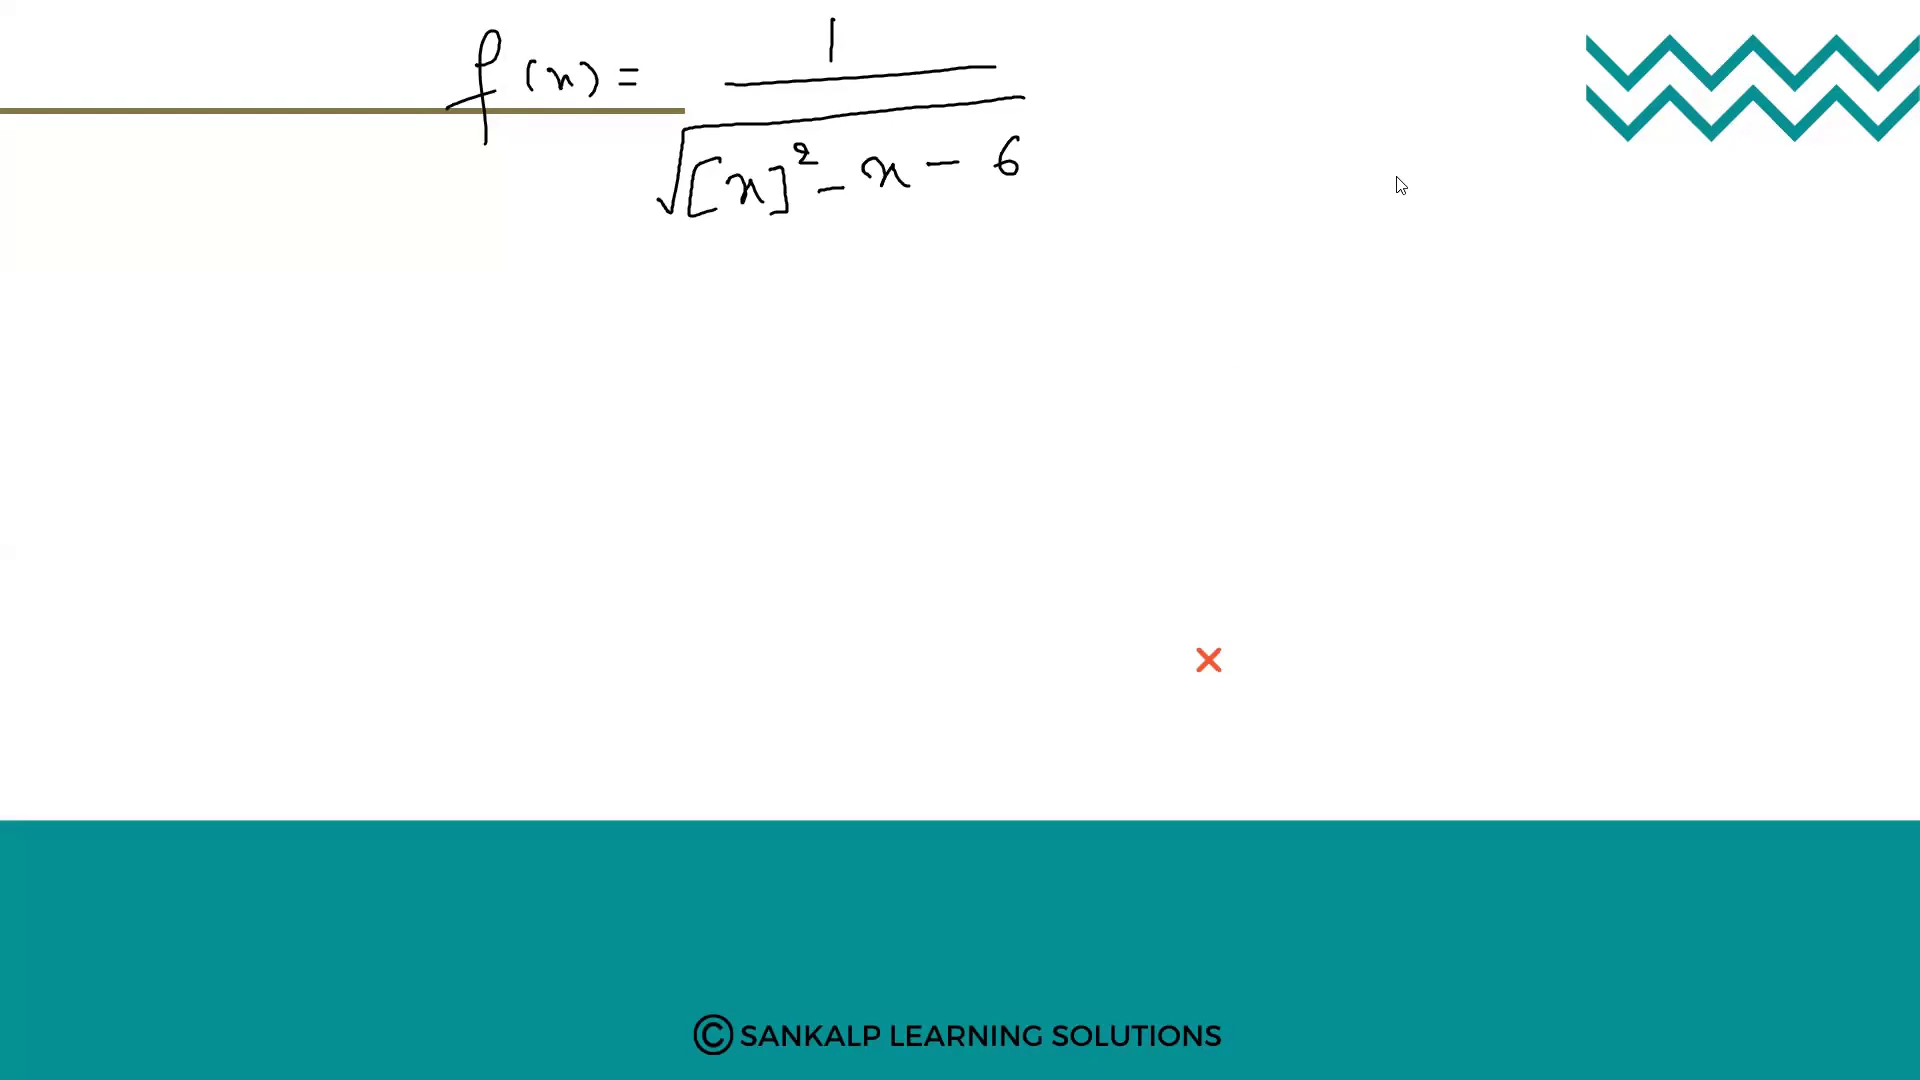 f(x) = 1
√[x]² - x - 6
© SANKALP LEARNING SOLUTIONS